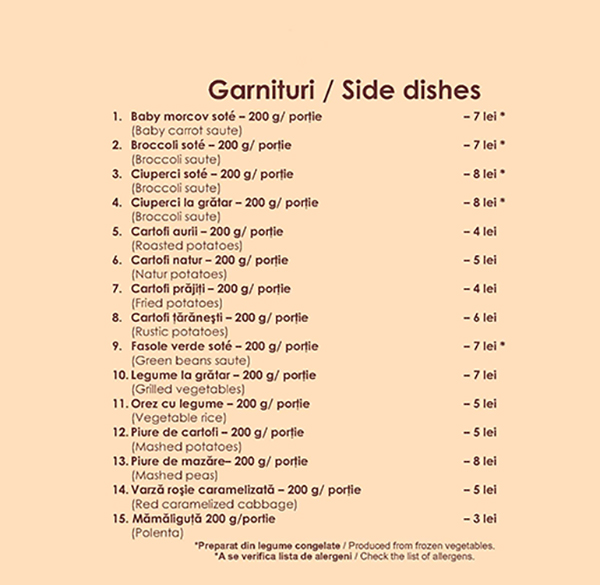 Garnituri / Side dishes
1. Baby morcov soté – 200 g/ porție – 7 lei *
(Baby carrot saute)
2. Broccoli soté – 200 g/ porție – 7 lei *
(Broccoli saute)
3. Ciuperci soté – 200 g/ porție – 8 lei *
(Broccoli saute)
4. Ciuperci la grătar – 200 g/ porție – 8 lei *
(Broccoli saute)
5. Cartofi aurii – 200 g/ porție – 4 lei
(Roasted potatoes)
6. Cartofi natur – 200 g/ porție – 5 lei
(Natur potatoes)
7. Cartofi prăjiți – 200 g/ porție – 4 lei
(Fried potatoes)
8. Cartofi țărănești – 200 g/ porție – 6 lei
(Rustic potatoes)
9. Fasole verde soté – 200 g/ porție – 7 lei *
(Green beans saute)
10. Legume la grătar – 200 g/ porție – 7 lei
(Grilled vegetables)
11. Orez cu legume – 200 g/ porție – 5 lei
(Vegetable rice)
12. Piure de cartofi – 200 g/ porție – 5 lei
(Mashed potatoes)
13. Piure de mazăre– 200 g/ porție – 8 lei
(Mashed peas)
14. Varză roșie caramelizată – 200 g/ porție – 5 lei
(Red caramelized cabbage)
15. Mămăliguță 200 g/portie – 3 lei
(Polenta)
*Preparat din legume congelate / Produced from frozen vegetables.
*A se verifica lista de alergeni / Check the list of allergens.